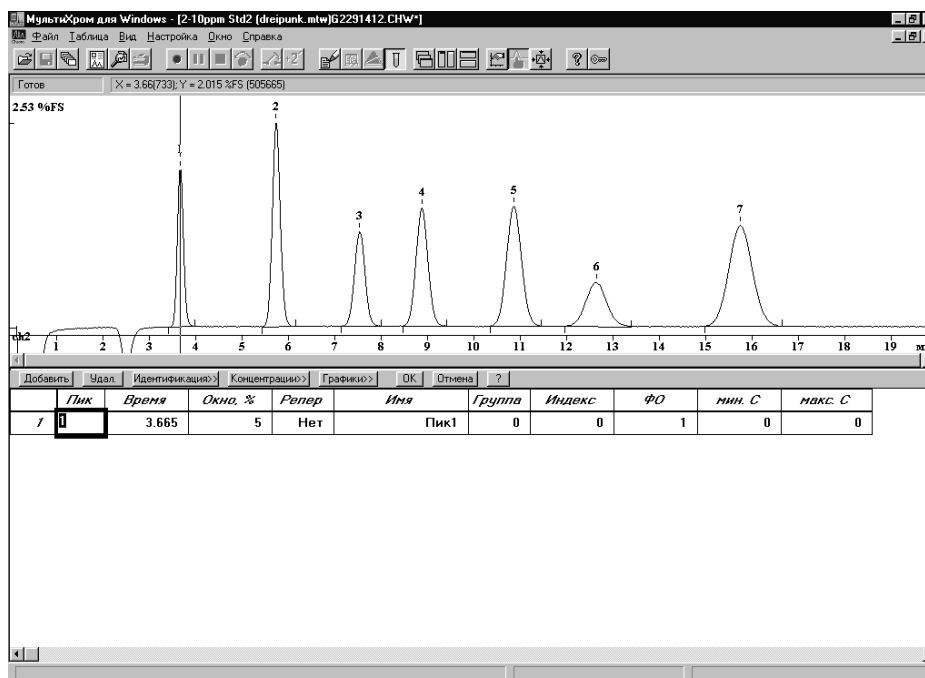 МультиХром для Windows - [2-10ppm Std2 (dreipunk.mtw)G2291412.CHW*]
Файл Таблица Вид Настройка Окно Справка
Готов X = 3.66(733); Y = 2.015 %FS (505665)
2.53 %FS
2
3
4
5
6
7
ch2
1 2 3 4 5 6 7 8 9 10 11 12 13 14 15 16 17 18 19
Добавить Удал. Идентификация>> Концентрации>> Графики>> OK Отмена ?
Пик Время Окно, % Репер Имя Группа Индекс ФО мин. С макс. С
1 1 3.665 5 Нет Пик1 0 0 1 0 0